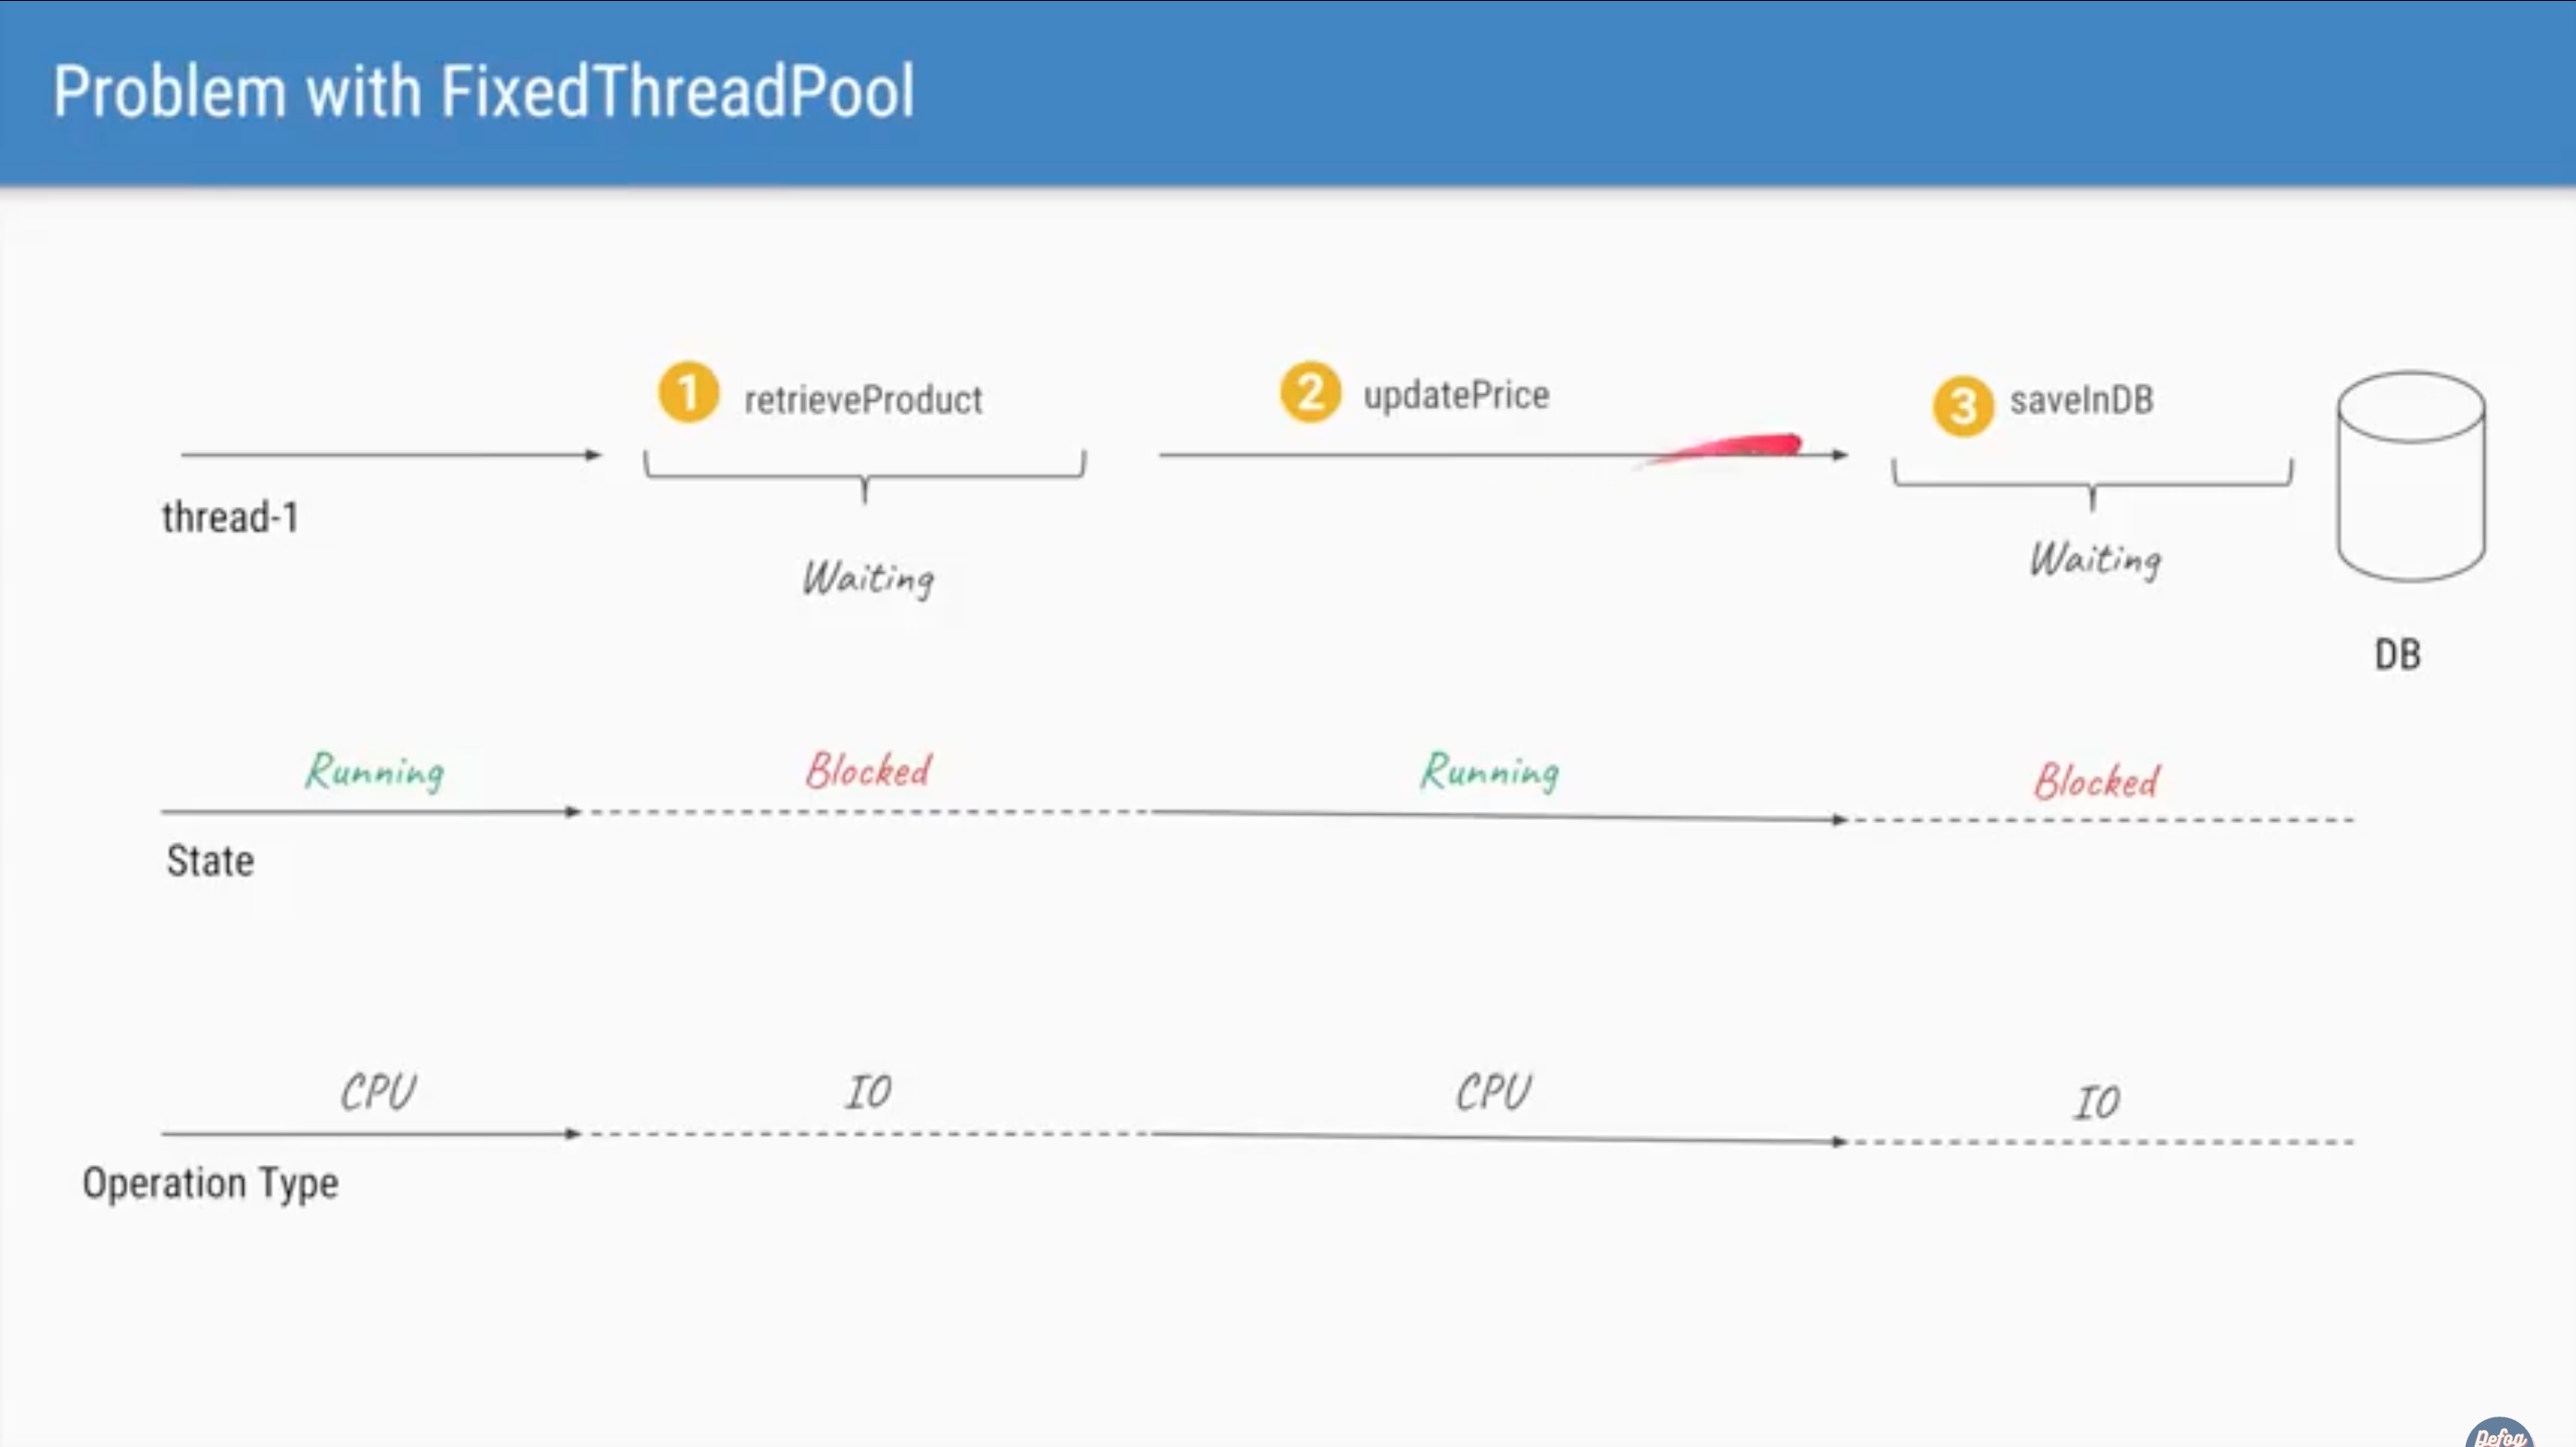 Problem with FixedThreadPool
1 retrieveProduct
2 updatePrice
3 saveInDB
thread-1
Waiting
Waiting
DB
Running
Blocked
Running
Blocked
State
CPU
IO
CPU
IO
Operation Type
Defog